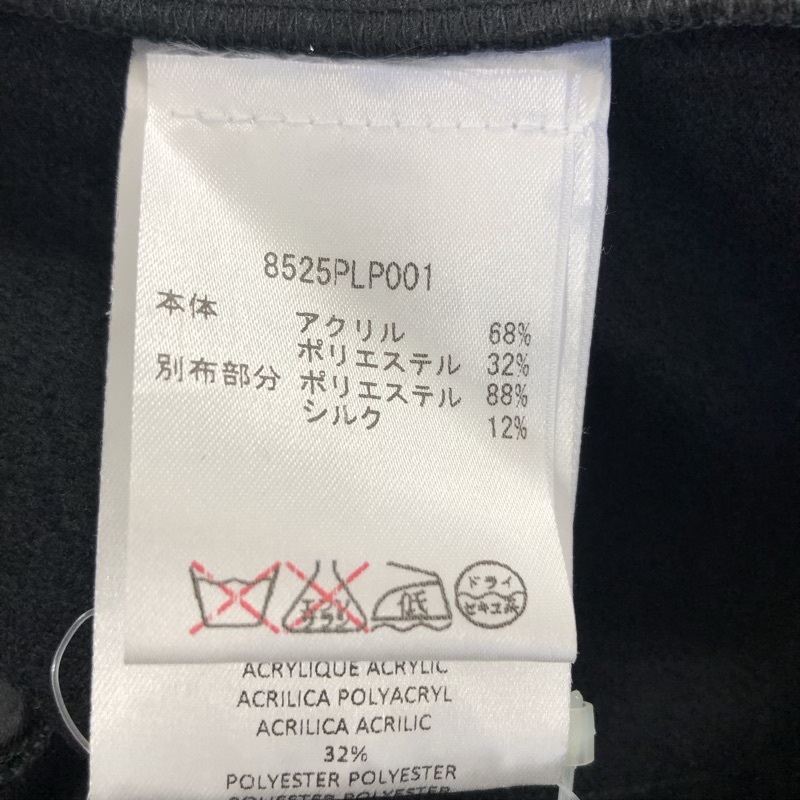 8525PLP001
本体 アクリル 68%
ポリエステル 32%
別布部分 ポリエステル 88%
シルク 12%
エンソ
サラシ
低
ドライ
セキユ系
ACRYLIQUE ACRYLIC
ACRILICA POLYACRYL
ACRILICA ACRILIC
32%
POLYESTER POLYESTER
POLYESTER POLYESTER